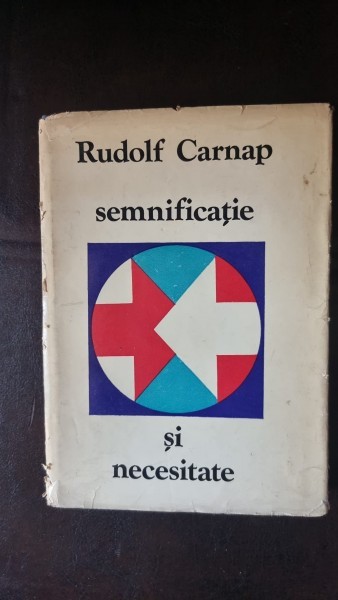 Rudolf Carnap
semnificație
și
necesitate